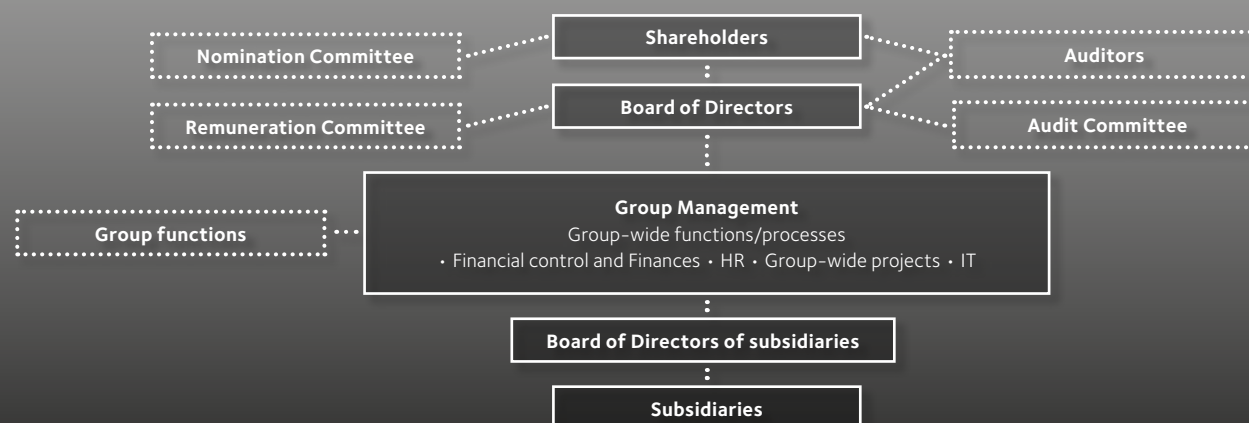 Shareholders
Nomination Committee
Auditors
Board of Directors
Remuneration Committee
Audit Committee
Group Management
Group functions
Group-wide functions/processes
• Financial control and Finances • HR • Group-wide projects • IT
Board of Directors of subsidiaries
Subsidiaries